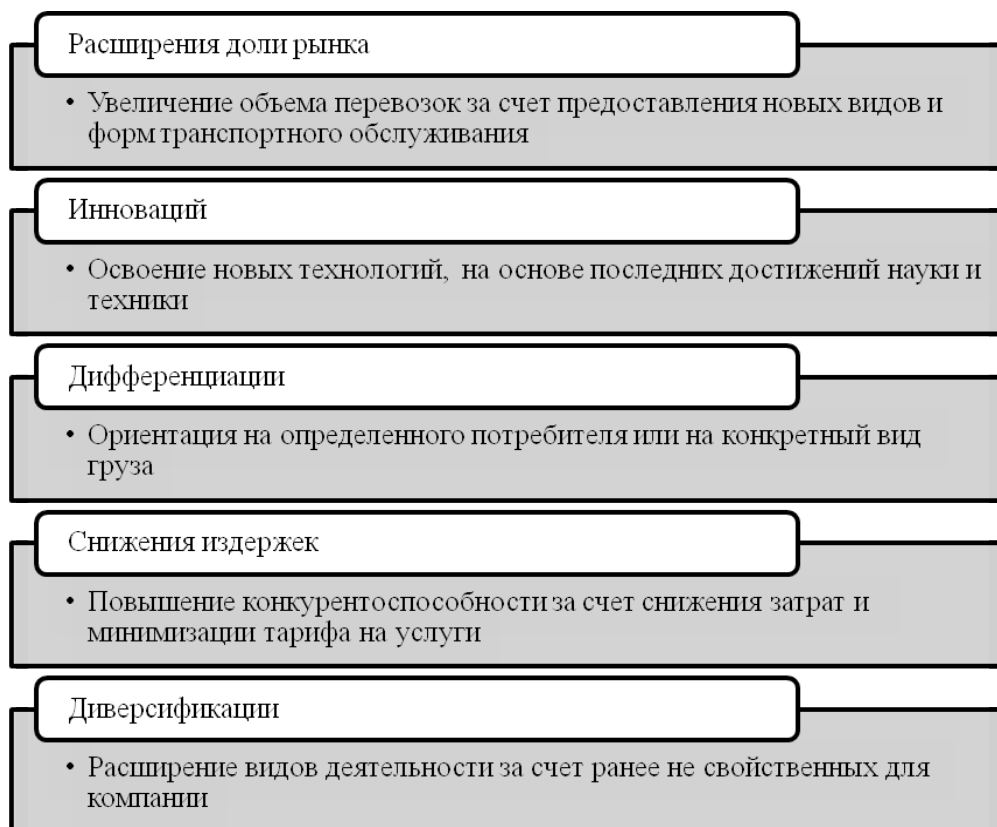 Расширения доли рынка
• Увеличение объема перевозок за счет предоставления новых видов и
форм транспортного обслуживания
Инноваций
• Освоение новых технологий, на основе последних достижений науки и
техники
Дифференциации
• Ориентация на определенного потребителя или на конкретный вид
груза
Снижения издержек
• Повышение конкурентоспособности за счет снижения затрат и
минимизации тарифа на услуги
Диверсификации
• Расширение видов деятельности за счет ранее не свойственных для
компании